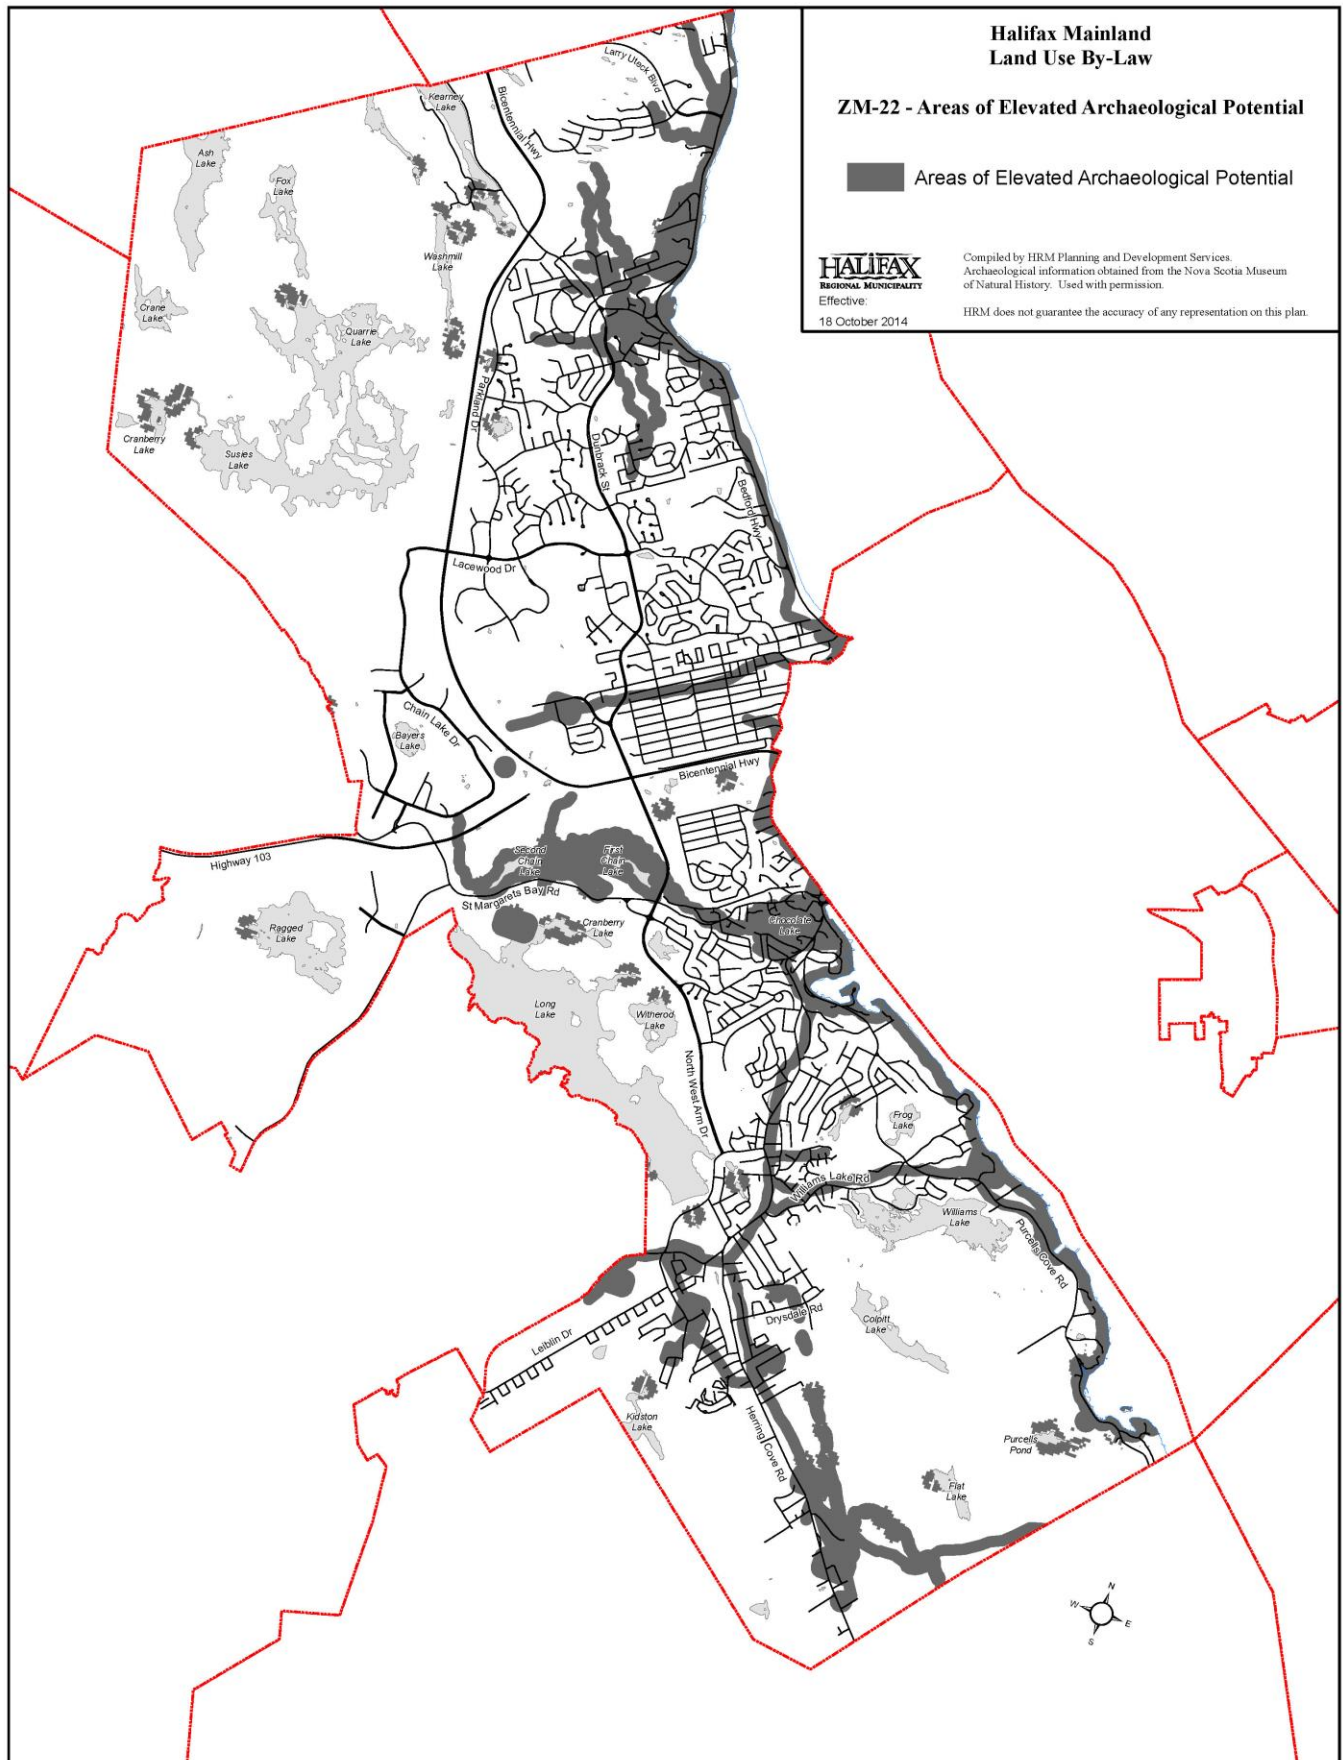 Halifax Mainland
Land Use By-Law
ZM-22 - Areas of Elevated Archaeological Potential
Areas of Elevated Archaeological Potential
HALIFAX
REGIONAL MUNICIPALITY
Effective:
18 October 2014
Compiled by HRM Planning and Development Services.
Archaeological information obtained from the Nova Scotia Museum
of Natural History. Used with permission.
HRM does not guarantee the accuracy of any representation on this plan.
Larry Uteck Blvd
Kearney
Lake
Bicentennial Hwy
Ash
Lake
Fox
Lake
Washmill
Lake
Crane
Lake
Quarrie
Lake
Parkland Dr
Cranberry
Lake
Susies
Lake
Dunbrack St
Bedford Hwy
Lacewood Dr
Chain Lake Dr
Bayers
Lake
Bicentennial Hwy
Highway 103
Second
Chain
Lake
First
Chain
Lake
St Margarets Bay Rd
Ragged
Lake
Cranberry
Lake
Chocolate
Lake
Long
Lake
Witherod
Lake
North West Arm Dr
Frog
Lake
Williams Lake Rd
Williams
Lake
Purcells Cove Rd
Drysdale Rd
Colpitt
Lake
Leiblin Dr
Kidston
Lake
Herring Cove Rd
Purcells
Pond
Flat
Lake
N
W
E
S